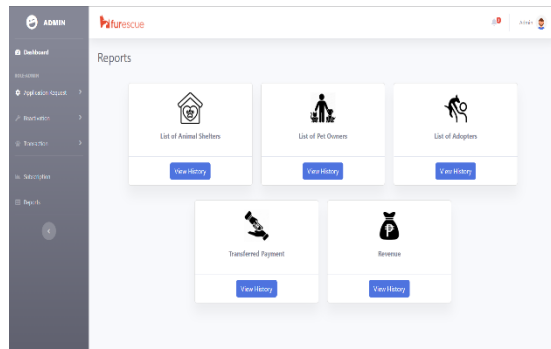 ADMIN
furescue
Admin
Dashboard
Reports
Application Request
Transaction
Subscription
Reports
List of Animal Shelters
List of Pet Owners
List of Adopters
View History
View History
View History
Transferred Payment
Revenue
View History
View History